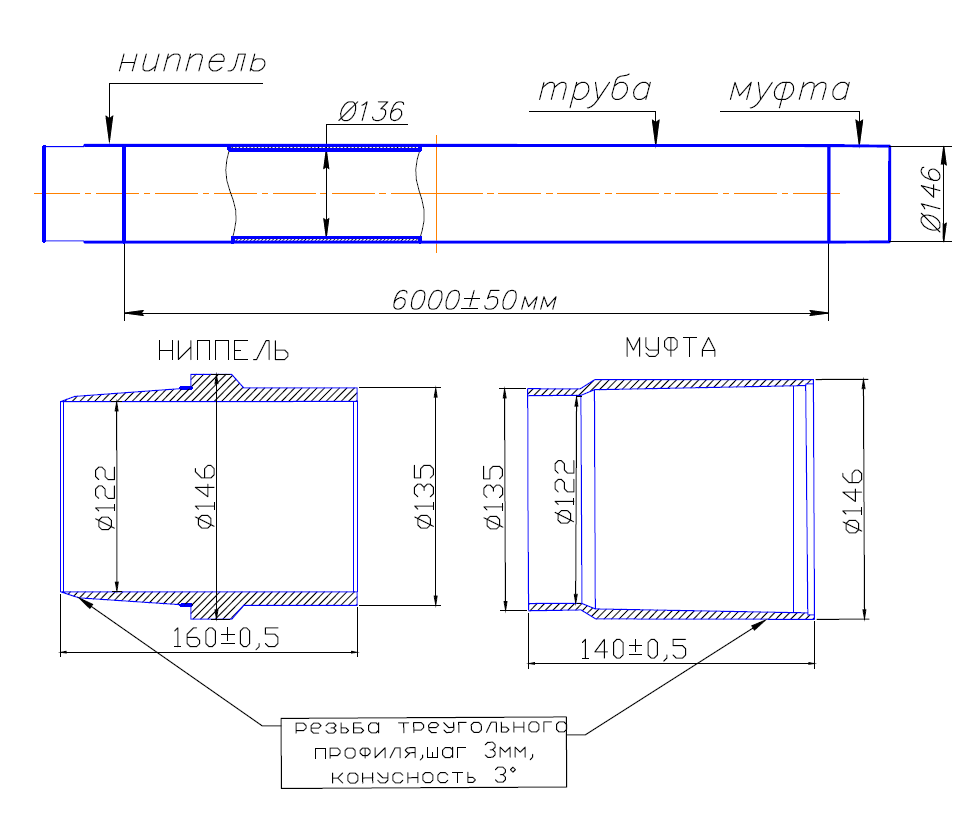 ниппель
труба
муфта
Ø136
Ø146
6000±50мм
НИППЕЛЬ
МУФТА
Ø122
Ø146
Ø135
Ø135
Ø122
Ø146
160±0,5
140±0,5
резьба треугольного
профиля,шаг 3мм,
конусность 3°